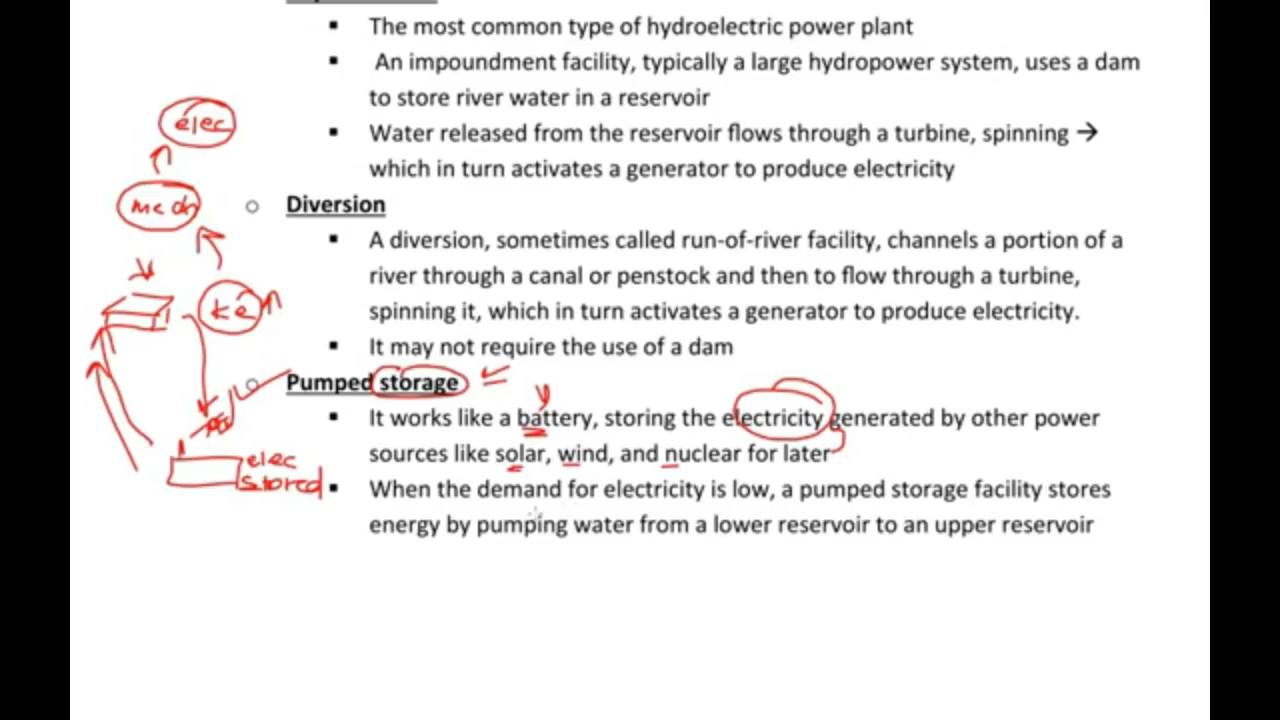 ▪ The most common type of hydroelectric power plant
▪ An impoundment facility, typically a large hydropower system, uses a dam
to store river water in a reservoir
▪ Water released from the reservoir flows through a turbine, spinning →
which in turn activates a generator to produce electricity
○ Diversion
▪ A diversion, sometimes called run-of-river facility, channels a portion of a
river through a canal or penstock and then to flow through a turbine,
spinning it, which in turn activates a generator to produce electricity.
▪ It may not require the use of a dam
○ Pumped storage
▪ It works like a battery, storing the electricity generated by other power
sources like solar, wind, and nuclear for later
▪ When the demand for electricity is low, a pumped storage facility stores
energy by pumping water from a lower reservoir to an upper reservoir
elec
mech
ke
elec
stored